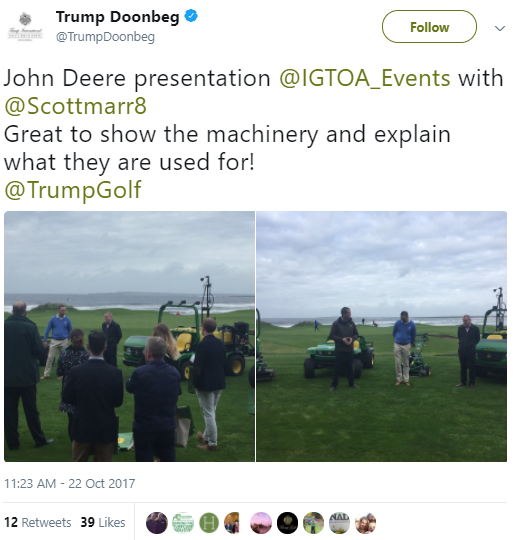 Trump Doonbeg
@TrumpDoonbeg
Follow
John Deere presentation @IGTOA_Events with
@Scottmarr8
Great to show the machinery and explain
what they are used for!
@TrumpGolf
11:23 AM - 22 Oct 2017
12 Retweets 39 Likes